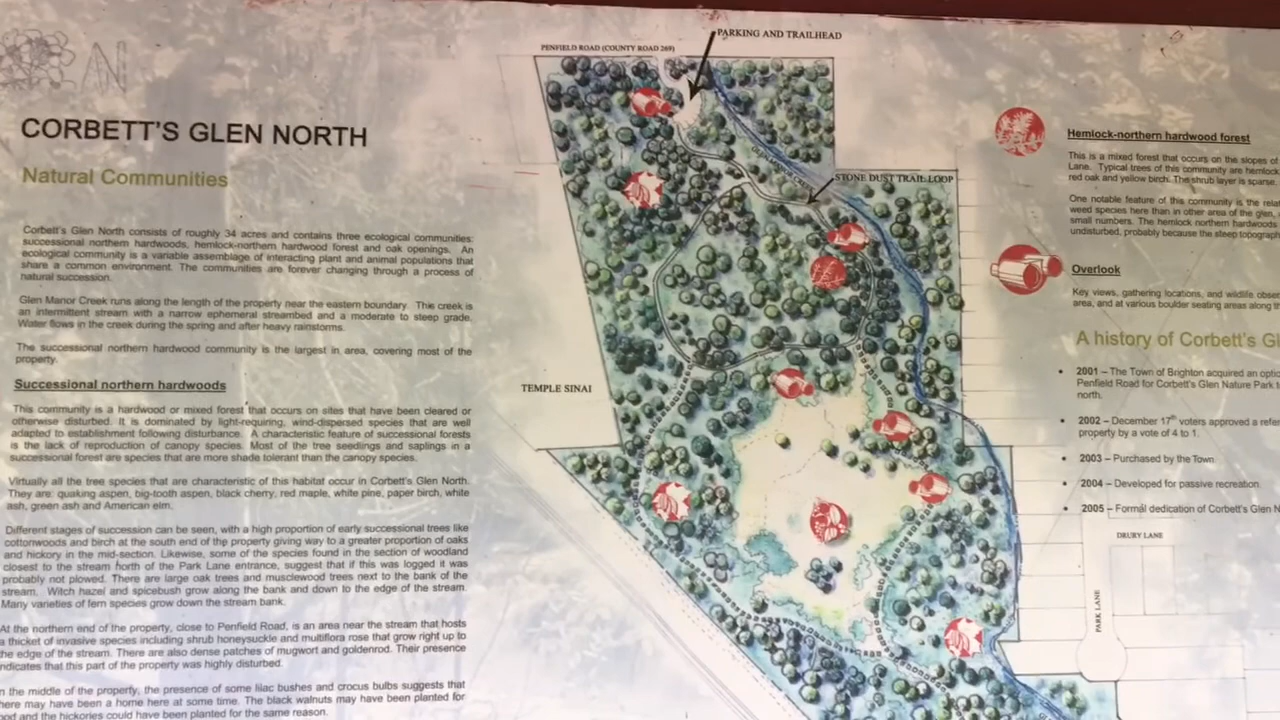 N
CORBETT'S GLEN NORTH
Natural Communities
Corbett's Glen North consists of roughly 34 acres and contains three ecological communities:
successional northern hardwoods, hemlock-northern hardwood forest and oak openings. An
ecological community is a variable assemblage of interacting plant and animal populations that
share a common environment. The communities are forever changing through a process of
natural succession.
Glen Manor Creek runs along the length of the property near the eastern boundary. This creek is
an intermittent stream with a narrow ephemeral streambed and a moderate to steep grade.
Water flows in the creek during the spring and after heavy rainstorms.
The successional northern hardwood community is the largest in area, covering most of the
property.
Successional northern hardwoods
This community is a hardwood or mixed forest that occurs on sites that have been cleared or
otherwise disturbed. It is dominated by light-requiring, wind-dispersed species that are well
adapted to establishment following disturbance. A characteristic feature of successional forests
is the lack of reproduction of canopy species. Most of the tree seedlings and saplings in a
successional forest are species that are more shade tolerant than the canopy species.
Virtually all the tree species that are characteristic of this habitat occur in Corbett's Glen North.
They are: quaking aspen, big-tooth aspen, black cherry, red maple, white pine, paper birch, white
ash, green ash and American elm.
Different stages of succession can be seen, with a high proportion of early successional trees like
cottonwoods and birch at the south end of the property giving way to a greater proportion of oaks
and hickory in the mid-section. Likewise, some of the species found in the section of woodland
closest to the stream north of the Park Lane entrance, suggest that if this was logged it was
probably not plowed. There are large oak trees and musclewood trees next to the bank of the
stream. Witch hazel and spicebush grow along the bank and down to the edge of the stream.
Many varieties of fern species grow down the stream bank.
At the northern end of the property, close to Penfield Road, is an area near the stream that hosts
a thicket of invasive species including shrub honeysuckle and multiflora rose that grow right up to
the edge of the stream. There are also dense patches of mugwort and goldenrod. Their presence
ndicates that this part of the property was highly disturbed.
n the middle of the property, the presence of some lilac bushes and crocus bulbs suggests that
here may have been a home here at some time. The black walnuts may have been planted for
ood and the hickories could have been planted for the same reason.
PENFIELD ROAD (COUNTY ROAD 269)
PARKING AND TRAILHEAD
GLEN MANOR CREEK
STONE DUST TRAIL LOOP
TEMPLE SINAI
DRURY LANE
PARK LANE
Hemlock-northern hardwood forest
This is a mixed forest that occurs on the slopes of
Lane. Typical trees of this community are hemlock
red oak and yellow birch. The shrub layer is sparse.
One notable feature of this community is the rela
weed species here than in other area of the glen,
small numbers. The hemlock northern hardwoods
undisturbed, probably because the steep topograph
Overlook
Key views, gathering locations, and wildlife obser
area, and at various boulder seating areas along th
A history of Corbett's Gl
• 2001 – The Town of Brighton acquired an optio
Penfield Road for Corbett's Glen Nature Park t
north.
• 2002 – December 17th voters approved a refer
property by a vote of 4 to 1.
• 2003 – Purchased by the Town.
• 2004 – Developed for passive recreation.
• 2005 – Formal dedication of Corbett's Glen N